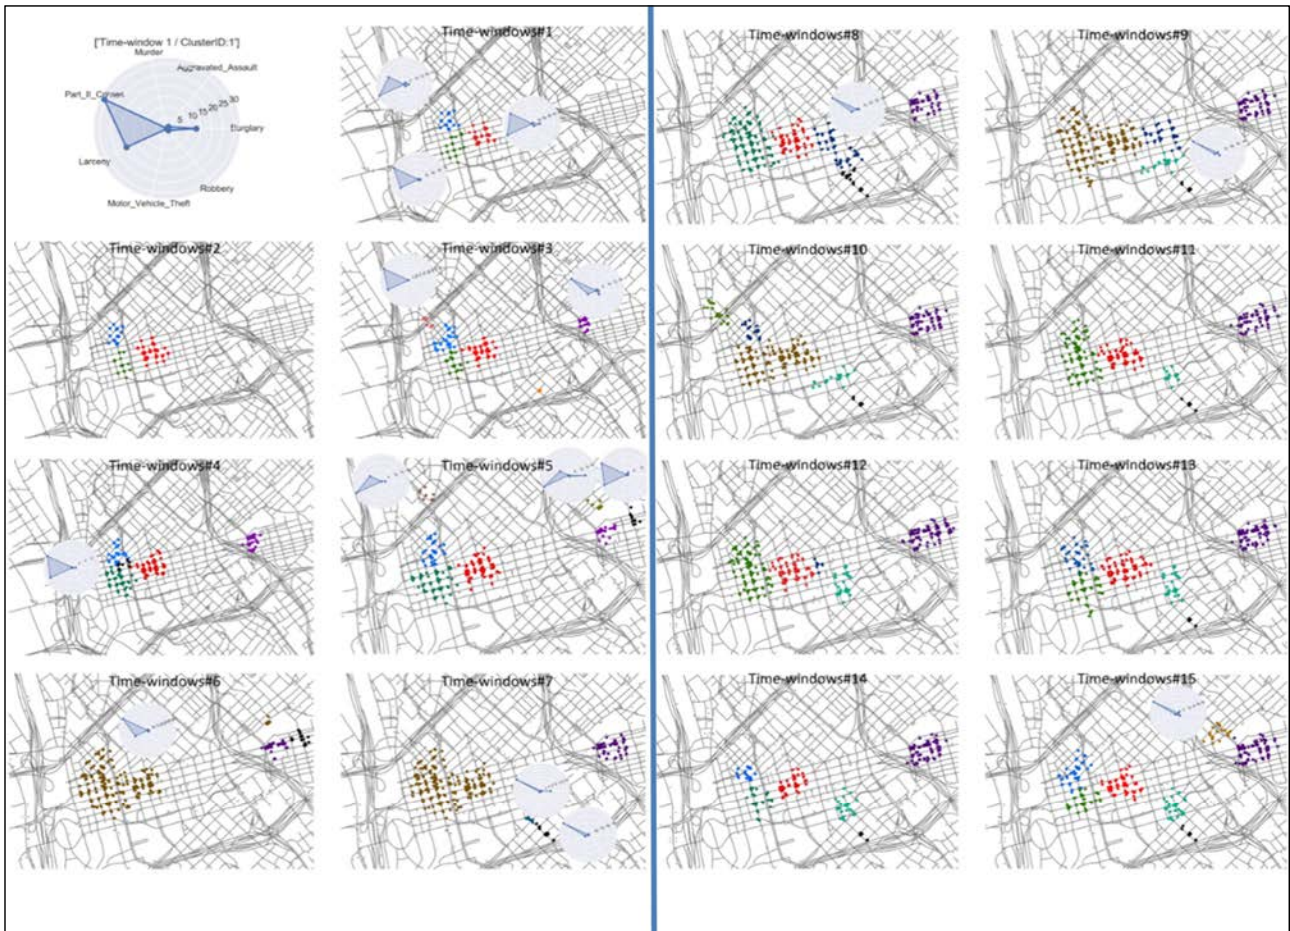 ['Time-window 1 / ClusterID:1']
Murder
Aggravated_Assault
Part_II_Crimes
5 10 15 20 25 30
Burglary
Larceny
Robbery
Motor_Vehicle_Theft
Time-windows#1
Time-windows#2
Time-windows#3
Time-windows#4
Time-windows#5
Time-windows#6
Time-windows#7
Time-windows#8
Time-windows#9
Time-windows#10
Time-windows#11
Time-windows#12
Time-windows#13
Time-windows#14
Time-windows#15